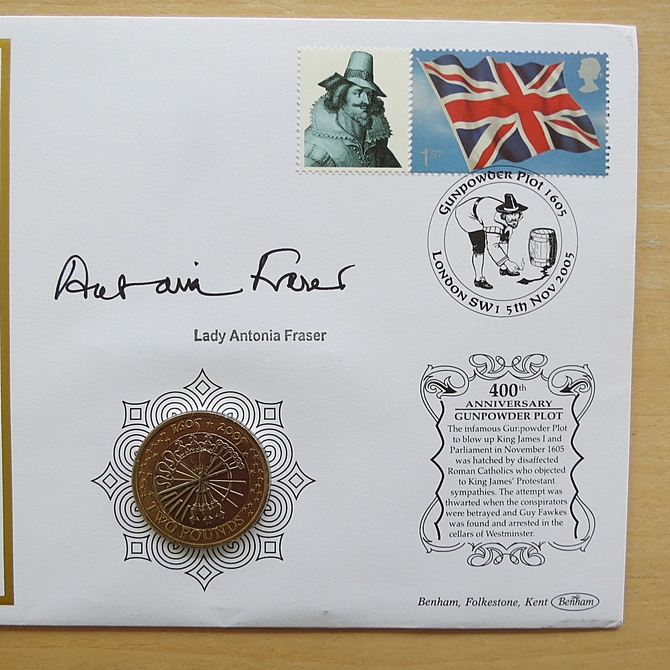 1ST
GUNPOWDER PLOT 1605
LONDON SW1 5th NOV 2005
Antonia Fraser
Lady Antonia Fraser
1605 - 2005
TWO POUNDS
400th
ANNIVERSARY
GUNPOWDER PLOT
The infamous Gunpowder Plot
to blow up King James I and
Parliament in November 1605
was hatched by disaffected
Roman Catholics who objected
to King James' Protestant
sympathies. The attempt was
thwarted when the conspirators
were betrayed and Guy Fawkes
was found and arrested in the
cellars of Westminster.
Benham, Folkestone, Kent Benham